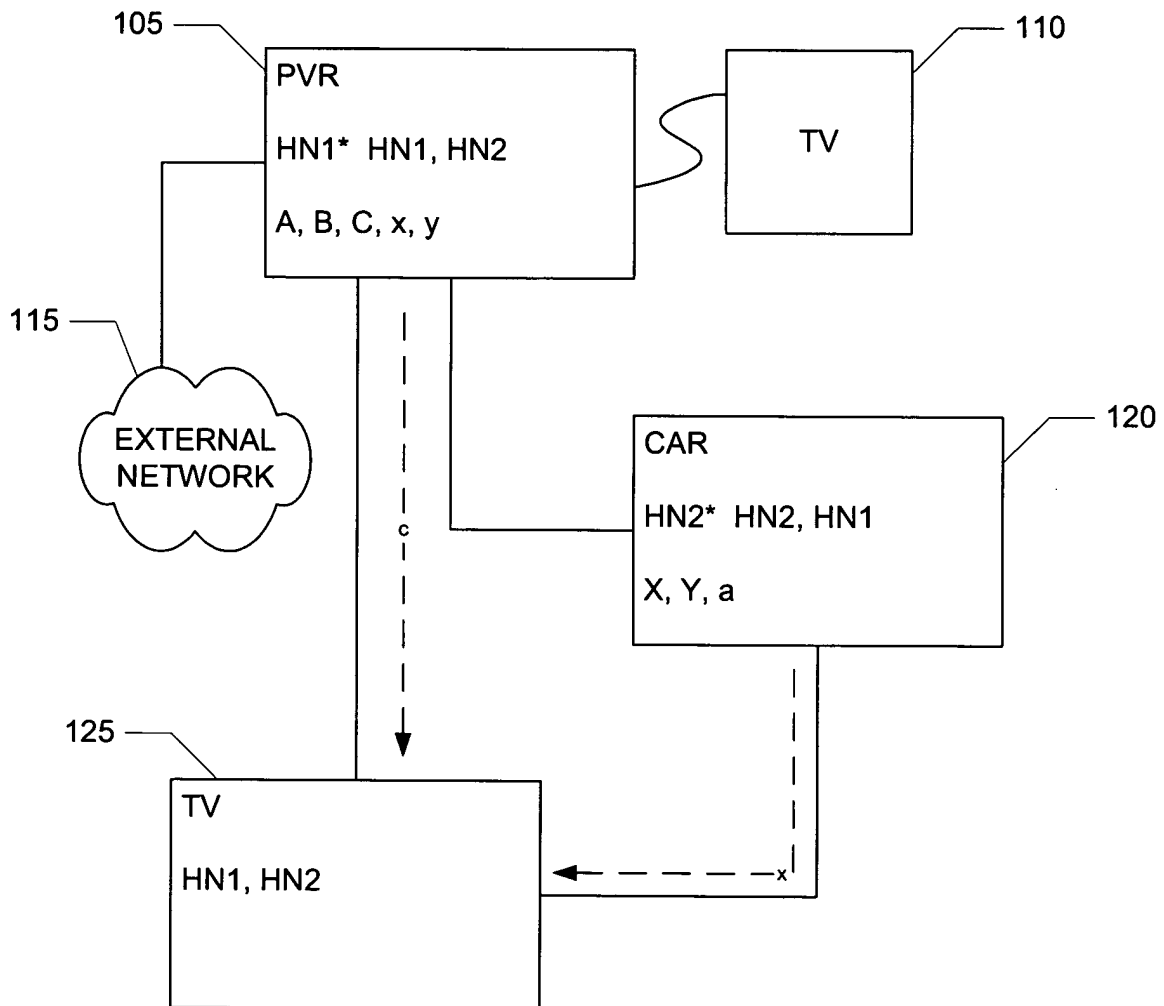 105
110
PVR
HN1* HN1, HN2
A, B, C, x, y
TV
115
EXTERNAL
NETWORK
c
120
CAR
HN2* HN2, HN1
X, Y, a
125
TV
HN1, HN2
x